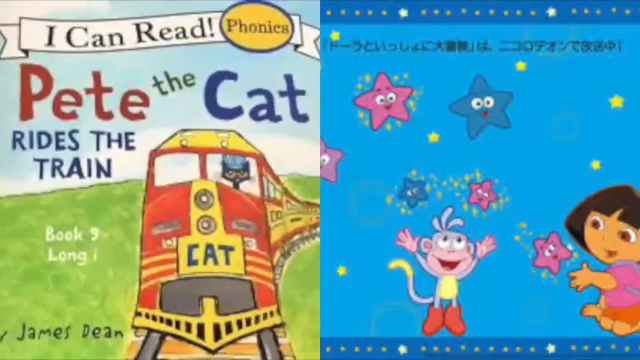 I Can Read!
Phonics
Pete the Cat
RIDES THE
TRAIN
Book 9
Long i
CAT
y James Dean
「ドーラといっしょに大冒険」は、ニコロデオンで放送中!